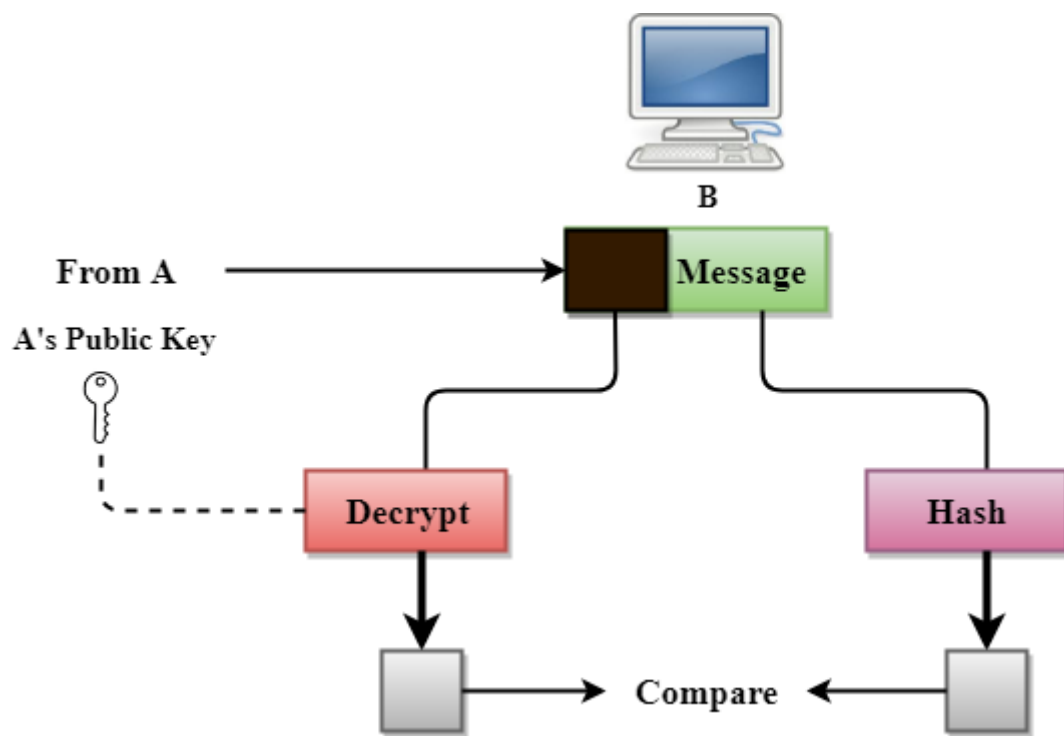 B
From A
Message
A's Public Key
Decrypt
Hash
Compare